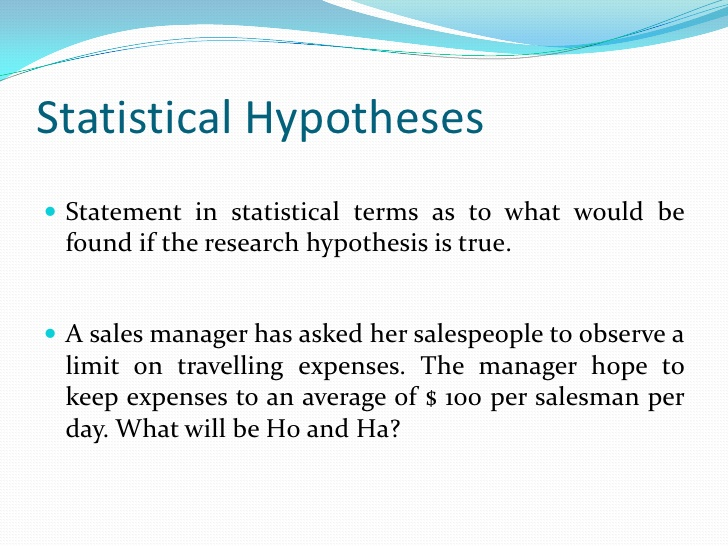 Statistical Hypotheses
• Statement in statistical terms as to what would be
found if the research hypothesis is true.
• A sales manager has asked her salespeople to observe a
limit on travelling expenses. The manager hope to
keep expenses to an average of $ 100 per salesman per
day. What will be Ho and Ha?